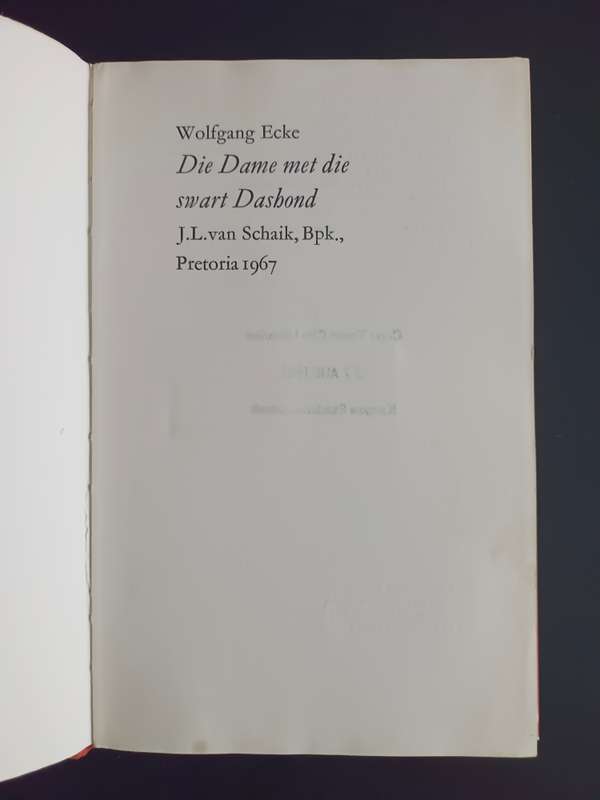 Wolfgang Ecke
Die Dame met die
swart Dashond
J.L.van Schaik, Bpk.,
Pretoria 1967